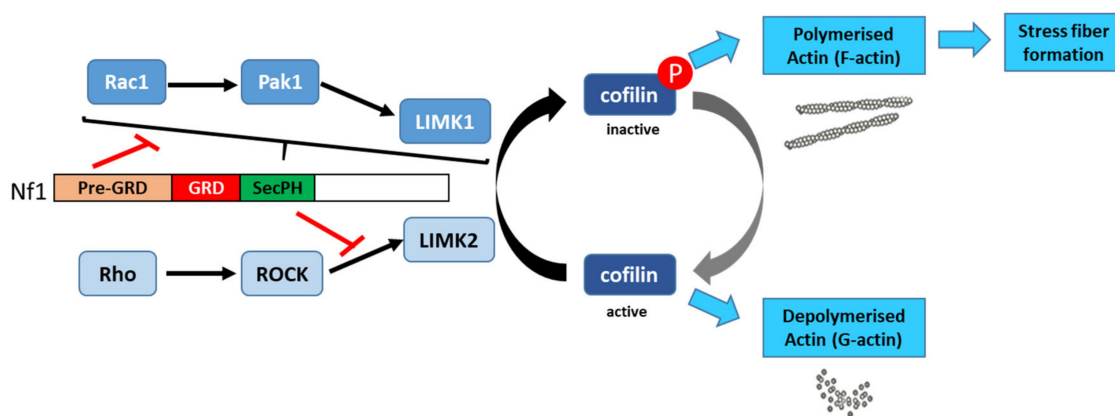 Rac1
Pak1
LIMK1
Nf1
Pre-GRD
GRD
SecPH
Rho
ROCK
LIMK2
cofilin
P
inactive
cofilin
active
Polymerised
Actin (F-actin)
Stress fiber
formation
Depolymerised
Actin (G-actin)